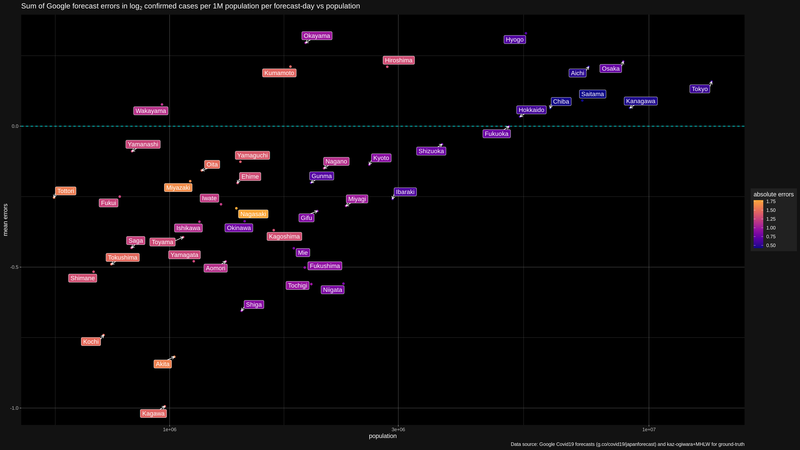 Sum of Google forecast errors in log2 confirmed cases per 1M population per forecast-day vs population
Okayama
Hyogo
Hiroshima
Kumamoto
Aichi
Osaka
Tokyo
Saitama
Chiba
Kanagawa
Wakayama
Hokkaido
0.0
Fukuoka
Yamanashi
Shizuoka
Yamaguchi
Kyoto
Oita
Nagano
Ehime
Gunma
Miyazaki
Tottori
Ibaraki
Iwate
Miyagi
Fukui
absolute errors
1.75
1.50
1.25
1.00
0.75
0.50
Nagasaki
Gifu
mean errors
Ishikawa
Okinawa
Kagoshima
Saga
Toyama
Mie
Yamagata
Tokushima
Aomori
Fukushima
-0.5
Shimane
Tochigi
Niigata
Shiga
Kochi
Akita
-1.0
Kagawa
1e+06
3e+06
1e+07
population
Data source: Google Covid19 forecasts (g.co/covid19/japanforecast) and kaz-ogiwara+MHLW for ground-truth